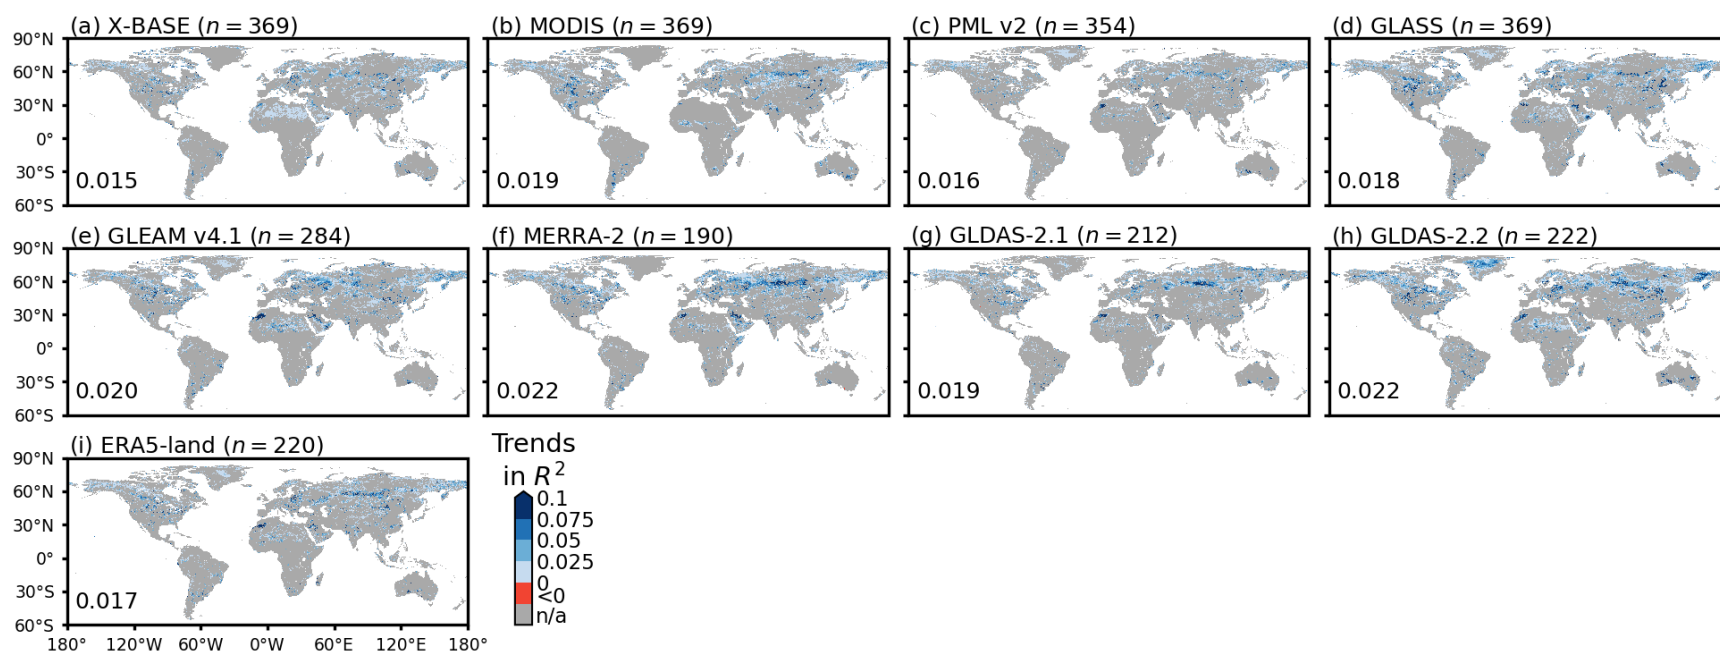 (a) X-BASE (n = 369)
(b) MODIS (n = 369)
(c) PML v2 (n = 354)
(d) GLASS (n = 369)
90°N
60°N
30°N
0°
30°S
60°S
0.015
0.019
0.016
0.018
(e) GLEAM v4.1 (n = 284)
(f) MERRA-2 (n = 190)
(g) GLDAS-2.1 (n = 212)
(h) GLDAS-2.2 (n = 222)
90°N
60°N
30°N
0°
30°S
60°S
0.020
0.022
0.019
0.022
(i) ERA5-land (n = 220)
90°N
60°N
30°N
0°
30°S
60°S
0.017
180°
120°W
60°W
0°W
60°E
120°E
180°
Trends
in R²
0.1
0.075
0.05
0.025
0
<0
n/a